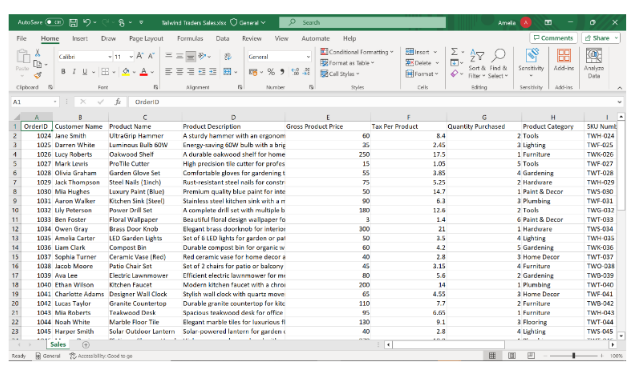 AutoSave On Tailwind Traders Sales.xlsx General Search Amelia
File Home Insert Draw Page Layout Formulas Data Review View Automate Help Comments Share
Paste Calibri 11 A A General Conditional Formatting Insert Sort & Find & Sensitivity Add-ins Analyze
B I U Format as Table Delete Filter Select Data
Cell Styles Format
Clipboard Font Alignment Number Styles Cells Editing Sensitivity Add-ins
A1 fx OrderID
A B C D E F G H I
1 OrderID Customer Name Product Name Product Description Gross Product Price Tax Per Product Quantity Purchased Product Category SKU Numb
2 1024 Jane Smith UltraGrip Hammer A sturdy hammer with an ergonom 60 8.4 2 Tools TWH-024
3 1025 Darren White Luminous Bulb 60W Energy-saving 60W bulb with a brig 35 2.45 3 Lighting TWF-025
4 1026 Lucy Roberts Oakwood Shelf A durable oakwood shelf for home 250 17.5 1 Furniture TWK-026
5 1027 Mark Lewis ProTile Cutter High precision tile cutter for profes 15 1.05 5 Tools TWF-027
6 1028 Olivia Graham Garden Glove Set Comfortable gloves for gardening t 55 3.85 4 Gardening TWT-028
7 1029 Jack Thompson Steel Nails (1inch) Rust-resistant steel nails for constr 75 5.25 2 Hardware TWH-029
8 1030 Mia Hughes Luxury Paint (Blue) Premium quality blue paint for inte 50 14.7 1 Paint & Decor TWS-030
9 1031 Aaron Walker Kitchen Sink (Steel) Stainless steel kitchen sink with a m 90 6.3 3 Plumbing TWF-031
10 1032 Lily Peterson Power Drill Set A complete drill set with multiple b 180 12.6 2 Tools TWG-032
11 1033 Ben Foster Floral Wallpaper Beautiful floral design wallpaper fo 3 1.4 6 Paint & Decor TWT-033
12 1034 Owen Gray Brass Door Knob Elegant brass doorknob for interior 300 21 1 Hardware TWS-034
13 1035 Amelia Carter LED Garden Lights Set of 6 LED lights for garden or pat 50 3.5 4 Lighting TWH-035
14 1036 Liam Clark Compost Bin Durable compost bin for organic w 60 4.2 5 Gardening TWK-036
15 1037 Sophia Turner Ceramic Vase (Red) Red ceramic vase for home decor a 40 2.8 3 Home Decor TWT-037
16 1038 Jacob Moore Patio Chair Set Set of 2 chairs for patio or balcony 45 3.15 4 Furniture TWO-038
17 1039 Ava Lee Electric Lawnmower Efficient electric lawnmower for me 80 5.6 2 Gardening TWB-039
18 1040 Ethan Wilson Kitchen Faucet Modern kitchen faucet with a chro 200 14 1 Plumbing TWT-040
19 1041 Charlotte Adams Designer Wall Clock Stylish wall clock with quartz move 65 4.55 3 Home Decor TWF-041
20 1042 Lucas Taylor Granite Countertop Durable granite countertop for kitc 110 7.7 2 Furniture TWB-042
21 1043 Mia Roberts Teakwood Desk Spacious teakwood desk for office 95 6.65 1 Furniture TWH-043
22 1044 Noah White Marble Floor Tile Elegant marble tiles for luxurious fl 130 9.1 3 Flooring TWT-044
23 1045 Harper Smith Solar Outdoor Lantern Solar-powered lantern for garden c 40 2.8 4 Lighting TWS-045
Sales
Ready General Accessibility: Good to go 100%